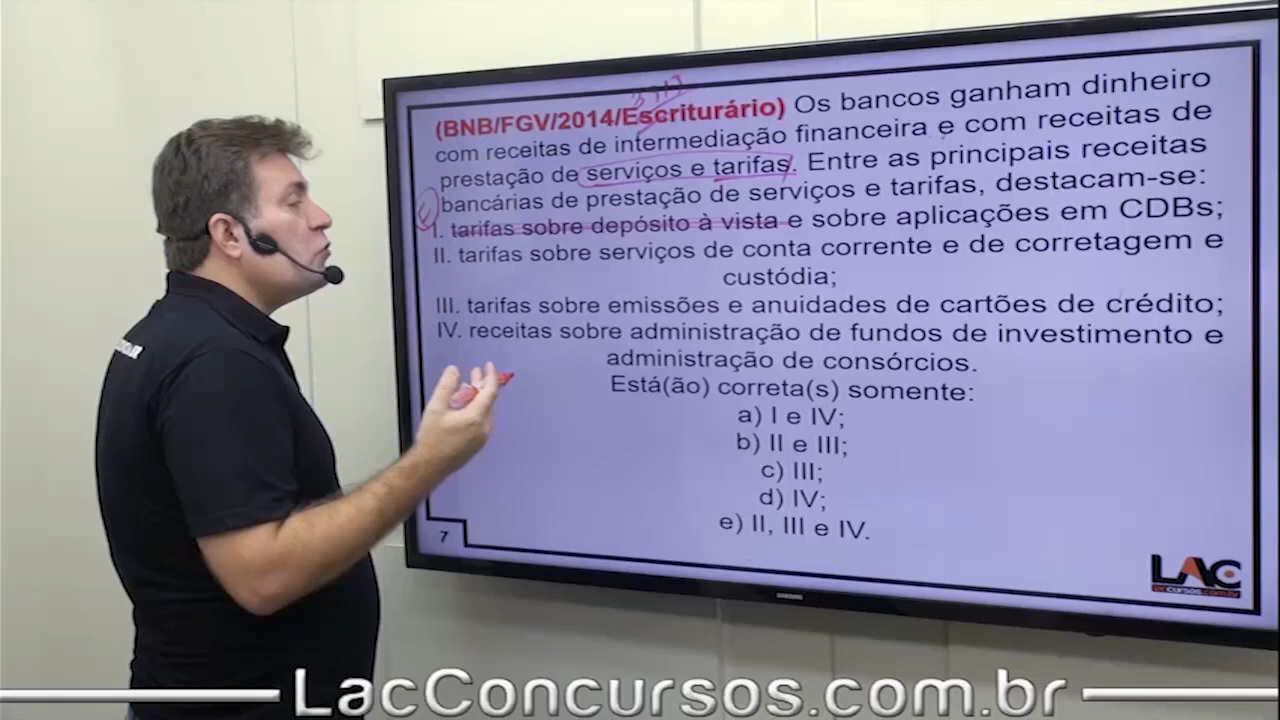 (BNB/FGV/2014/Escriturário) Os bancos ganham dinheiro
com receitas de intermediação financeira e com receitas de
prestação de serviços e tarifas. Entre as principais receitas
bancárias de prestação de serviços e tarifas, destacam-se:
I. tarifas sobre depósito à vista e sobre aplicações em CDBs;
II. tarifas sobre serviços de conta corrente e de corretagem e
custódia;
III. tarifas sobre emissões e anuidades de cartões de crédito;
IV. receitas sobre administração de fundos de investimento e
administração de consórcios.
Está(ão) correta(s) somente:
a) I e IV;
b) II e III;
c) III;
d) IV;
e) II, III e IV.
7
LAC
SAMSUNG
LacConcursos.com.br